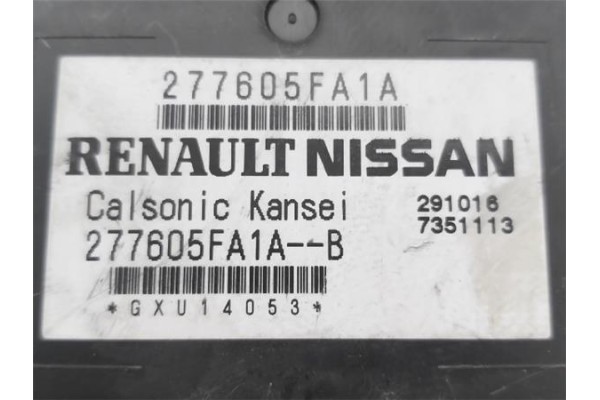 277605FA1A
RENAULT NISSAN
Calsonic Kansei 291016
277605FA1A--B 7351113
*GXU14053*